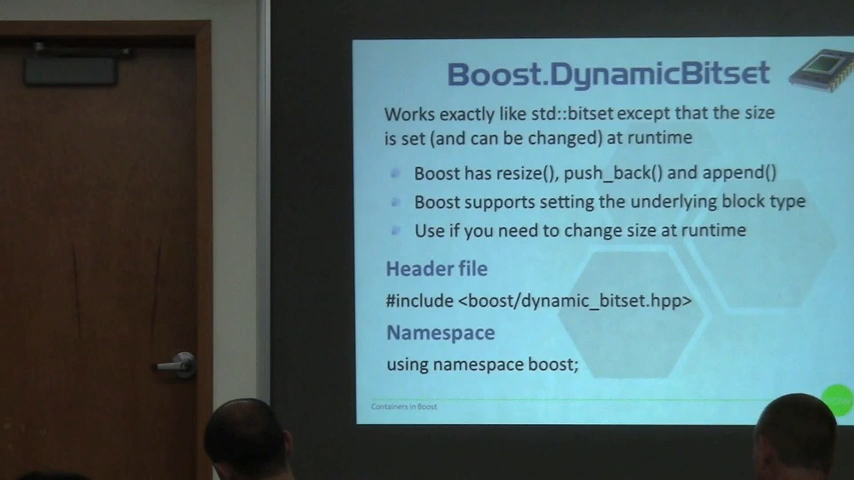 Boost.DynamicBitset
Works exactly like std::bitset except that the size
is set (and can be changed) at runtime
Boost has resize(), push_back() and append()
Boost supports setting the underlying block type
Use if you need to change size at runtime
Header file
#include <boost/dynamic_bitset.hpp>
Namespace
using namespace boost;
Containers in Boost